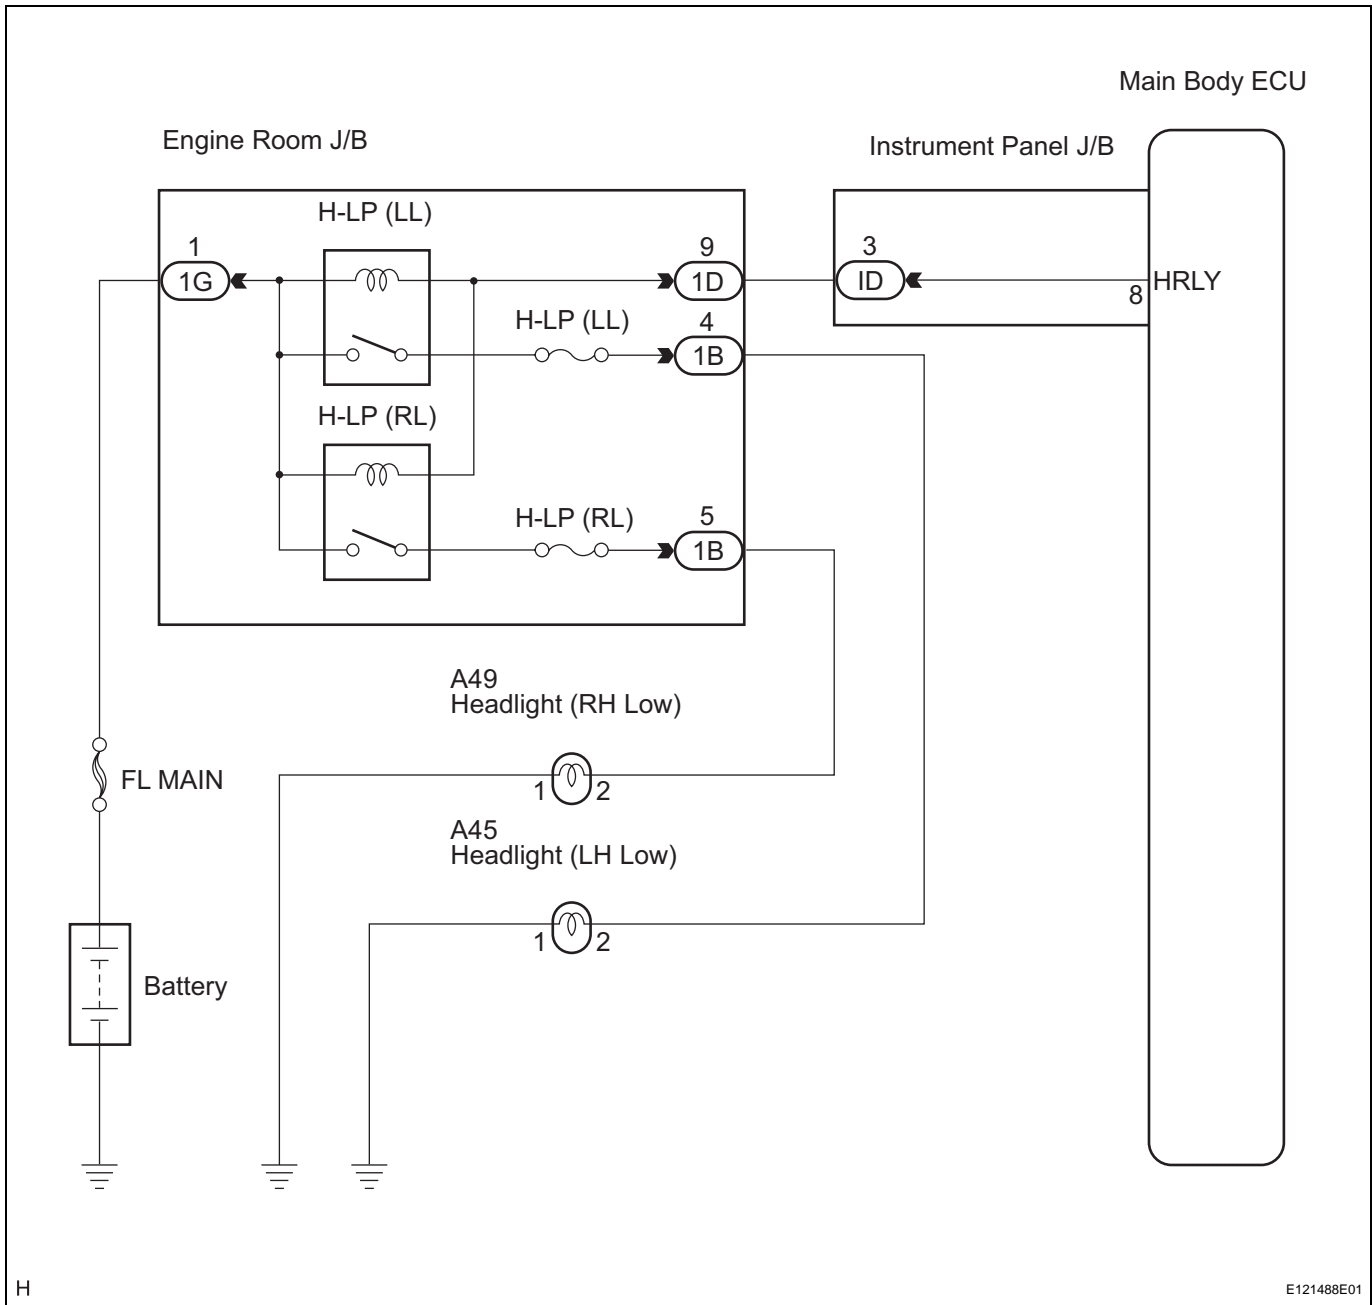 Main Body ECU
Engine Room J/B
Instrument Panel J/B
H-LP (LL)
1
1G
9
1D
3
ID
8
HRLY
H-LP (LL)
4
1B
H-LP (RL)
H-LP (RL)
5
1B
A49
Headlight (RH Low)
1
2
FL MAIN
A45
Headlight (LH Low)
1
2
Battery
H
E121488E01